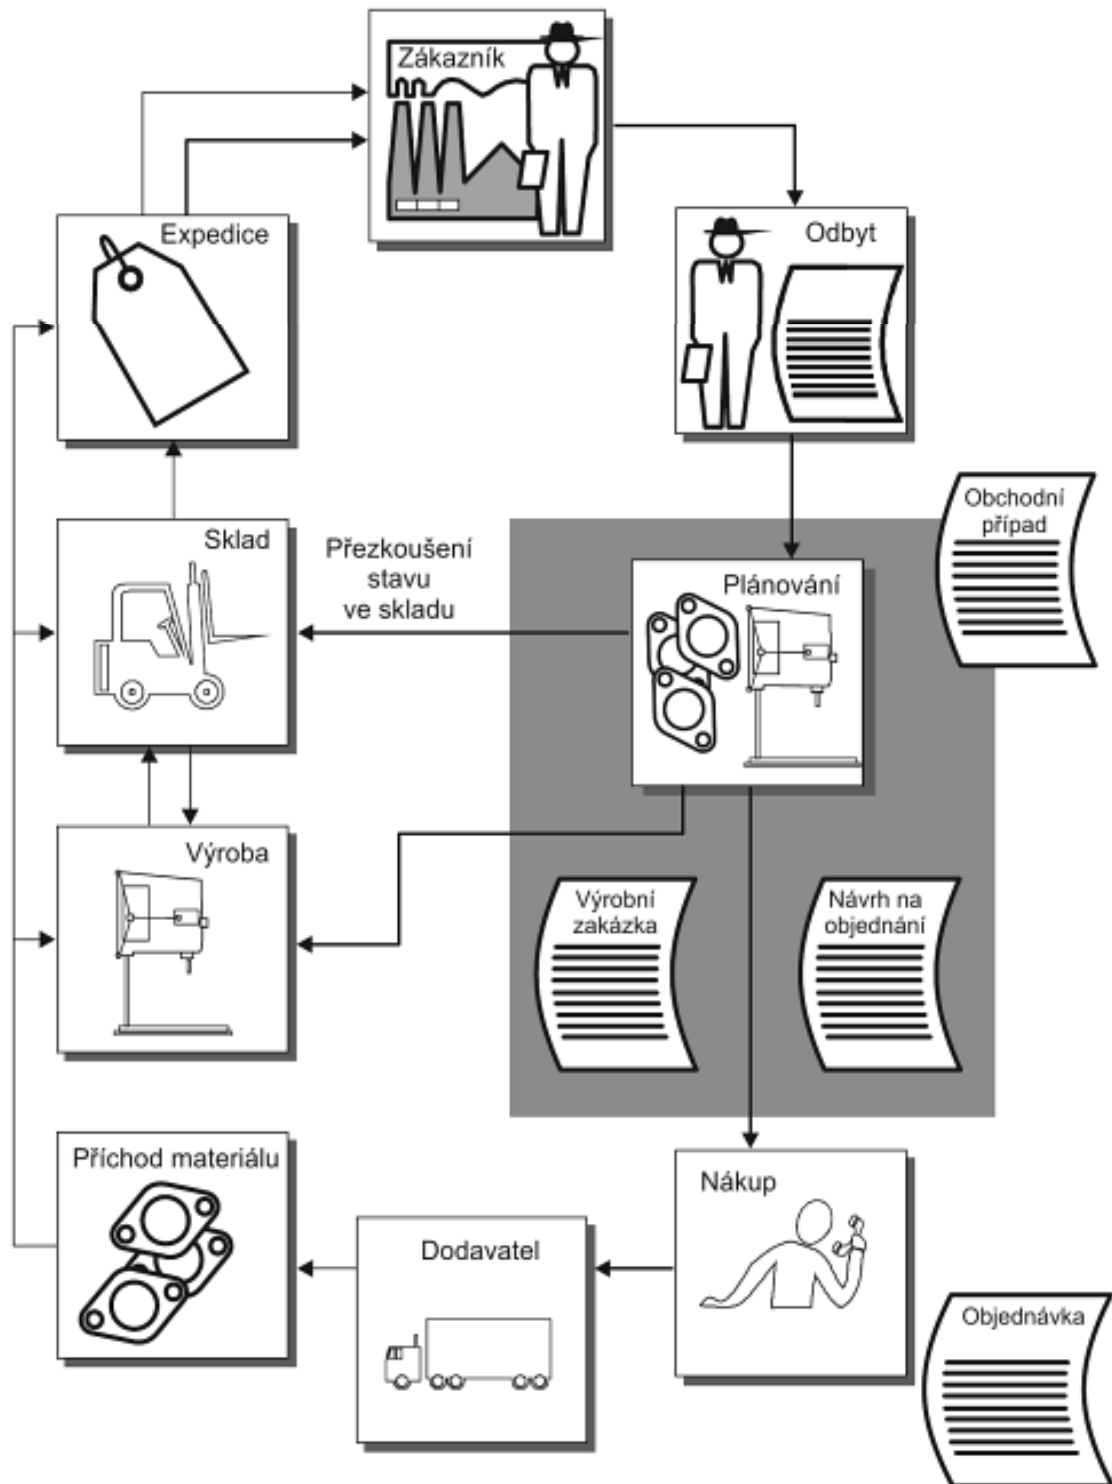 Zákazník
Expedice
Odbyt
Obchodní
případ
Sklad
Přezkoušení
stavu
ve skladu
Plánování
Výroba
Výrobní
zakázka
Návrh na
objednání
Příchod materiálu
Nákup
Dodavatel
Objednávka